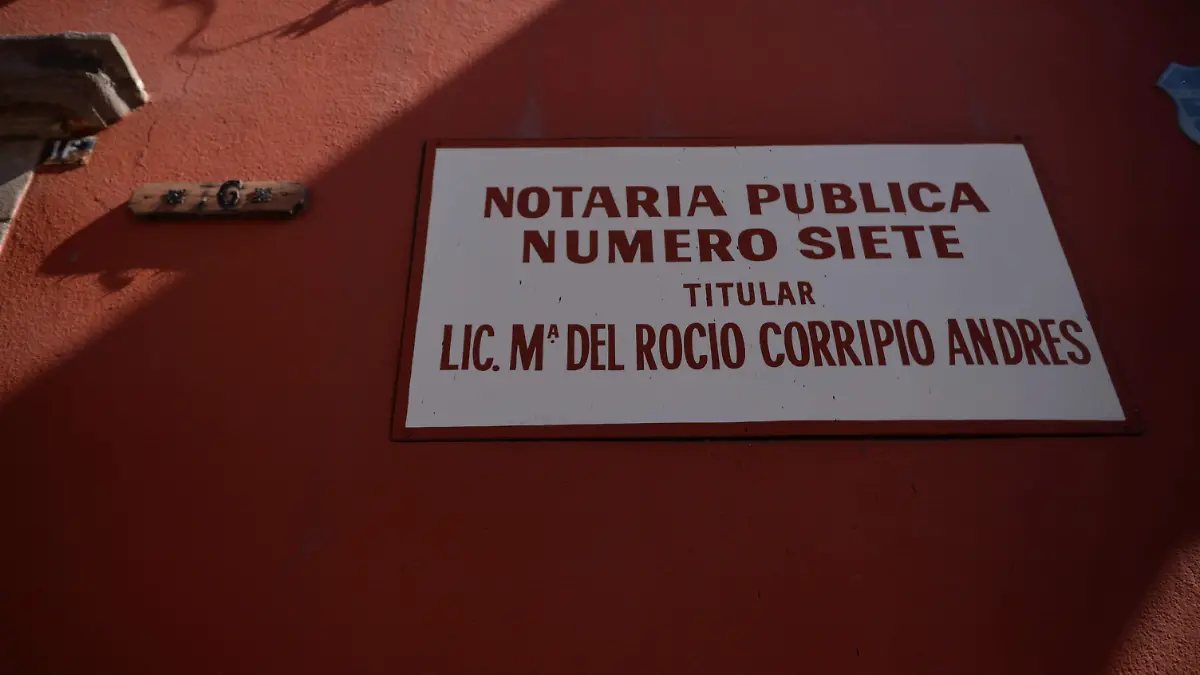 G
NOTARIA PUBLICA
NUMERO SIETE
TITULAR
LIC. Mª DEL ROCIO CORRIPIO ANDRES